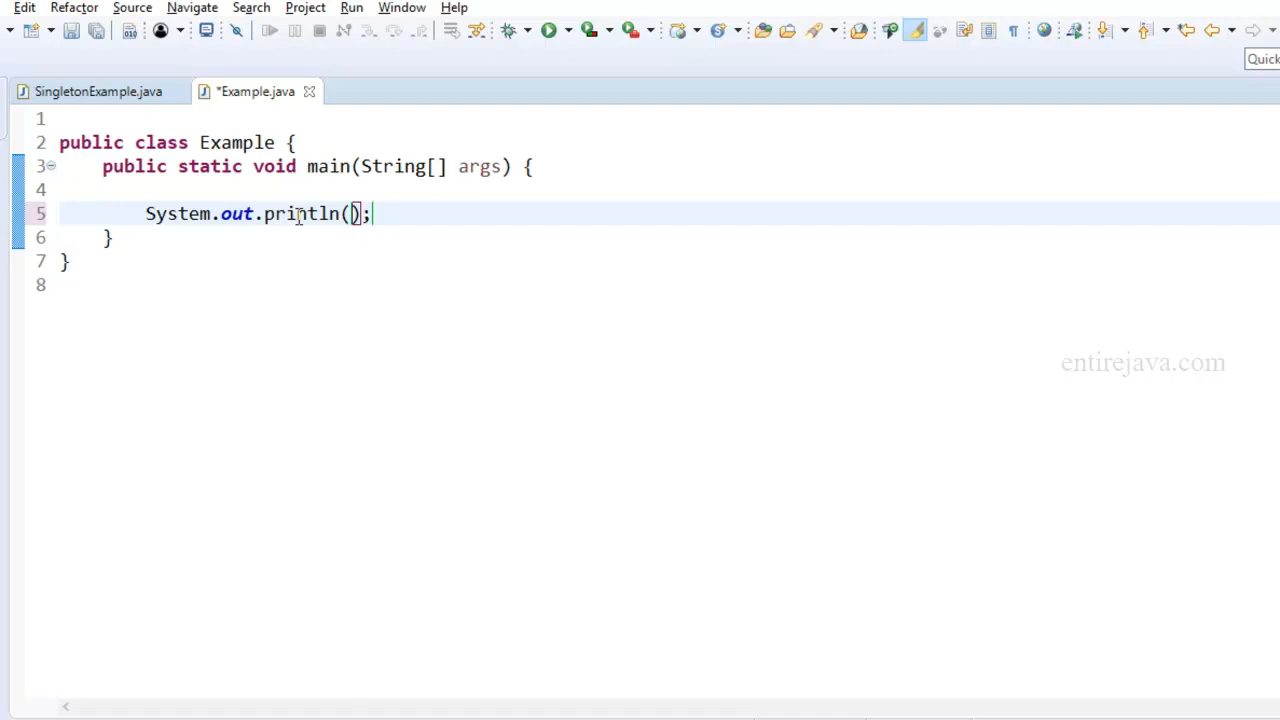 Edit Refactor Source Navigate Search Project Run Window Help
Quick
SingletonExample.java *Example.java
1
2 public class Example {
3 public static void main(String[] args) {
4
5 System.out.println();
6 }
7 }
8
entirejava.com